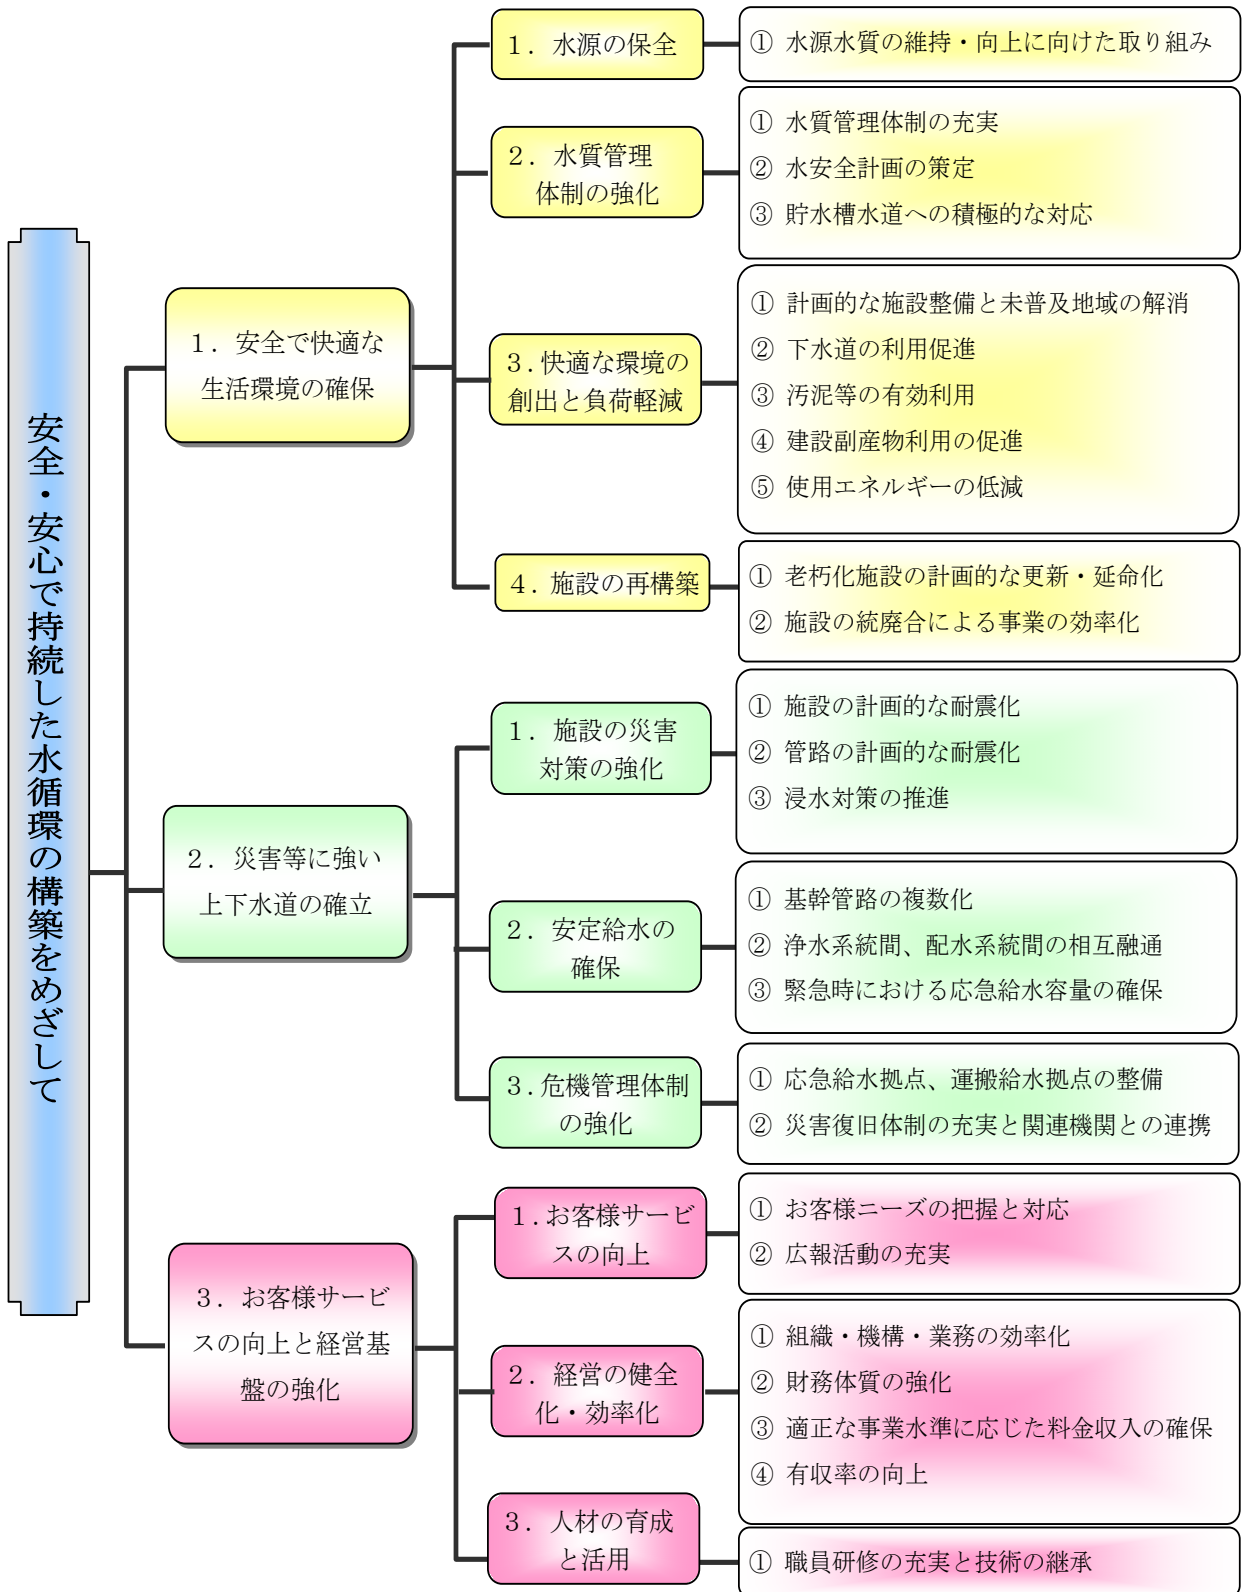 安全・安心で持続した水循環の構築をめざして
１．安全で快適な
生活環境の確保
１．水源の保全
① 水源水質の維持・向上に向けた取り組み
２．水質管理
体制の強化
① 水質管理体制の充実
② 水安全計画の策定
③ 貯水槽水道への積極的な対応
３.快適な環境の
創出と負荷軽減
① 計画的な施設整備と未普及地域の解消
② 下水道の利用促進
③ 汚泥等の有効利用
④ 建設副産物利用の促進
⑤ 使用エネルギーの低減
４．施設の再構築
① 老朽化施設の計画的な更新・延命化
② 施設の統廃合による事業の効率化
２．災害等に強い
上下水道の確立
１．施設の災害
対策の強化
① 施設の計画的な耐震化
② 管路の計画的な耐震化
③ 浸水対策の推進
２．安定給水の
確保
① 基幹管路の複数化
② 浄水系統間、配水系統間の相互融通
③ 緊急時における応急給水容量の確保
３.危機管理体制
の強化
① 応急給水拠点、運搬給水拠点の整備
② 災害復旧体制の充実と関連機関との連携
３．お客様サービ
スの向上と経営基
盤の強化
１.お客様サービ
スの向上
① お客様ニーズの把握と対応
② 広報活動の充実
２．経営の健全
化・効率化
① 組織・機構・業務の効率化
② 財務体質の強化
③ 適正な事業水準に応じた料金収入の確保
④ 有収率の向上
３．人材の育成
と活用
① 職員研修の充実と技術の継承